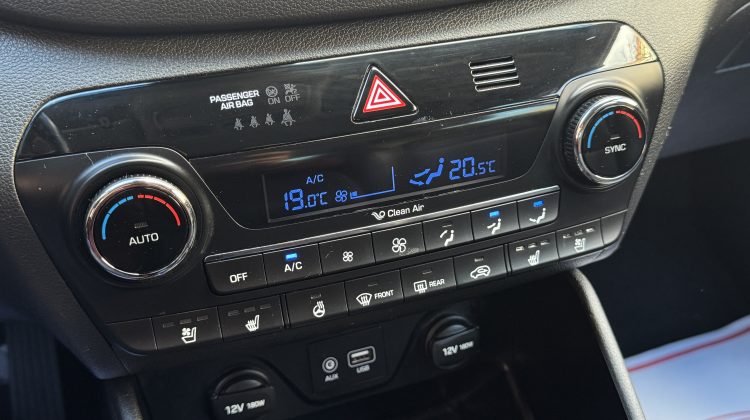 PASSENGER
AIR BAG
ON OFF
A/C
19.0°C
20.5°C
Clean Air
AUTO
SYNC
OFF
A/C
FRONT
REAR
AUX
USB
12V 180W
12V 180W